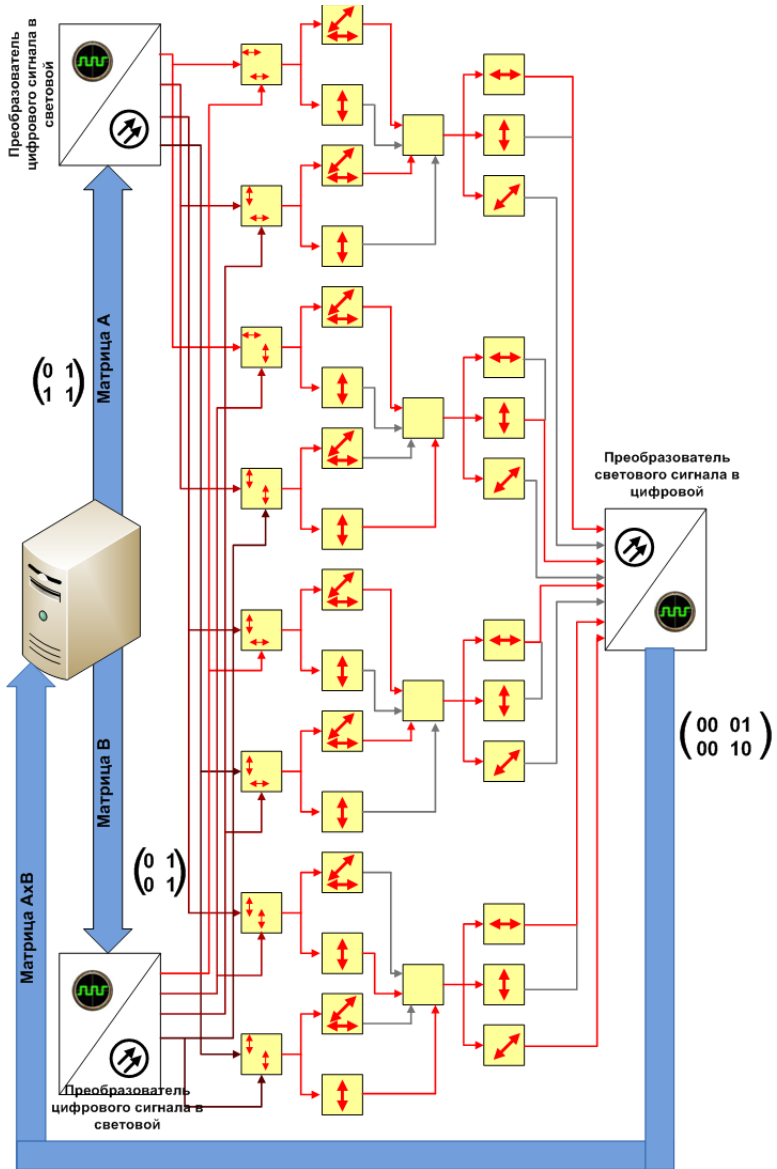 Преобразователь
цифрового сигнала в
световой
Матрица А
(0 1
1 1)
Преобразователь
светового сигнала в
цифровой
(00 01
00 10)
Матрица В
(0 1
0 1)
Матрица АхВ
Преобразователь
цифрового сигнала в
световой